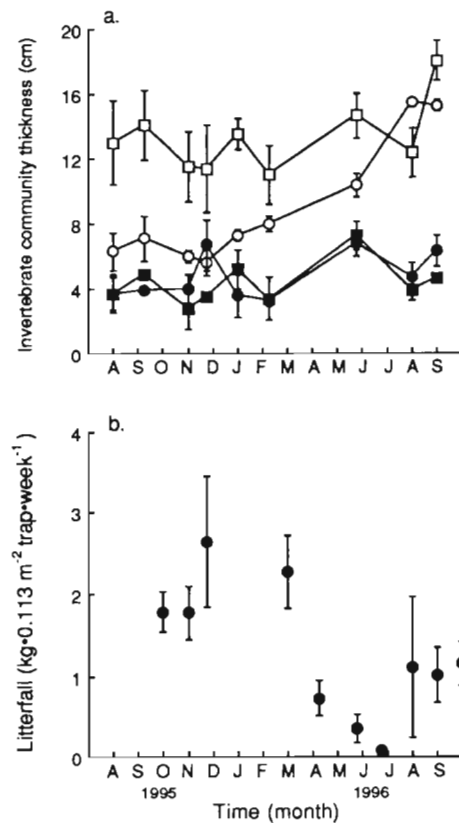 a.
Invertebrate community thickness (cm)
20
16
12
8
4
0
A S O N D J F M A M J J A S
b.
Litterfall (kg•0.113 m⁻² trap•week⁻¹)
4
3
2
1
0
A S O N D J F M A M J J A S
1995 1996
Time (month)